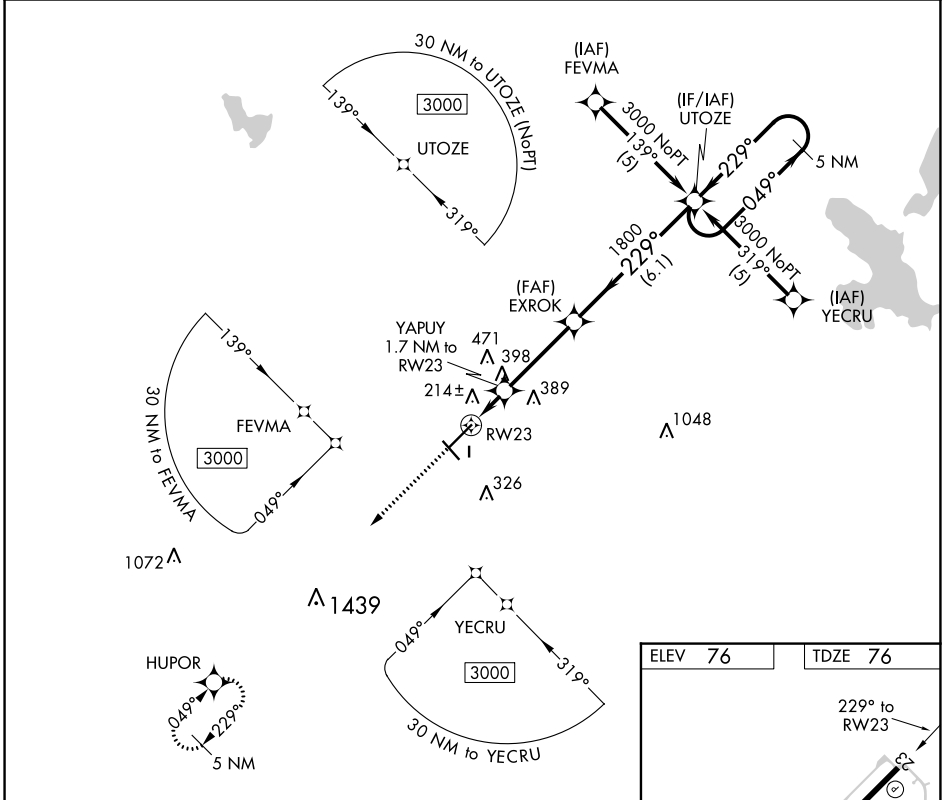 30 NM to UTOZE (NoPT)
139°
3000
UTOZE
319°
(IAF)
FEVMA
3000 NoPT
139°
(5)
(IF/IAF)
UTOZE
229°
049°
5 NM
3000 NoPT
319°
(5)
(IAF)
YECRU
1800
229°
(6.1)
(FAF)
EXROK
YAPUY
1.7 NM to
RW23
471
398
214±
389
RW23
1048
326
139°
FEVMA
3000
30 NM to FEVMA
049°
1072
1439
YECRU
049°
3000
319°
30 NM to YECRU
HUPOR
049°
229°
5 NM
ELEV 76
TDZE 76
229° to
RW23
23
P